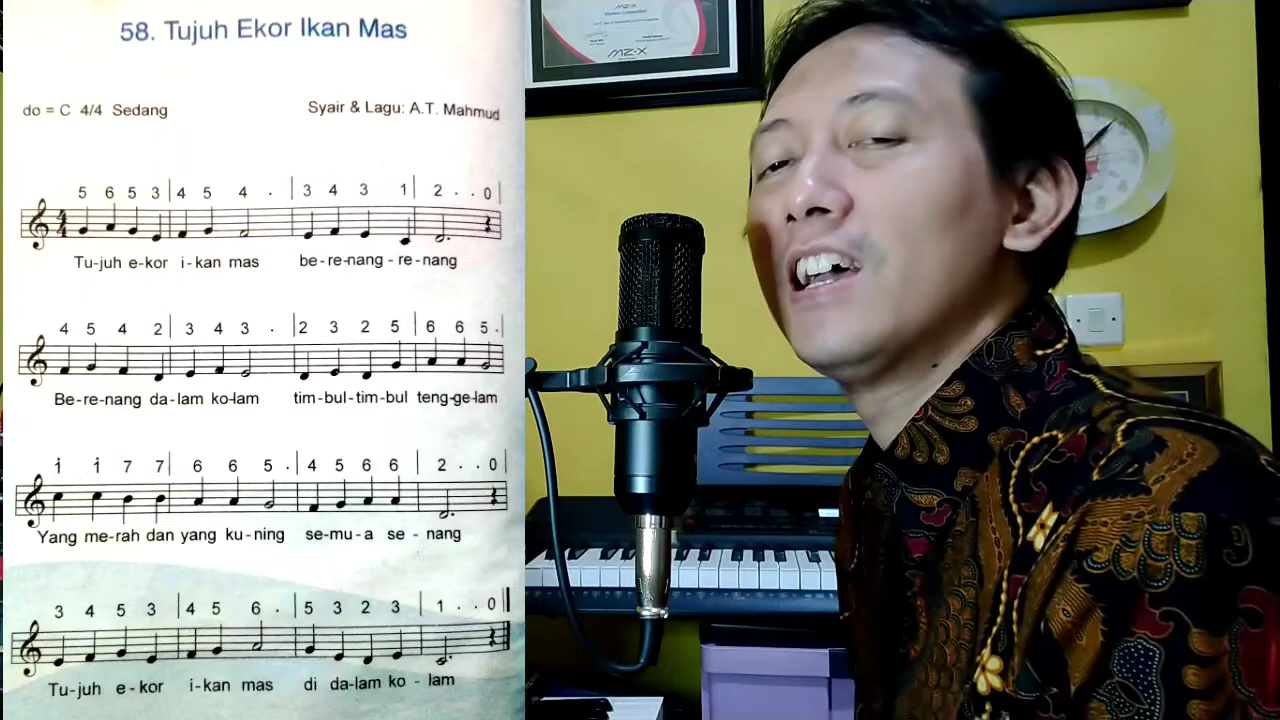 58. Tujuh Ekor Ikan Mas
do = C 4/4 Sedang
Syair & Lagu: A.T. Mahmud
5 6 5 3 | 4 5 4 . | 3 4 3 1 | 2 . . 0 |
Tu-juh e-kor i-kan mas be-re-nang-re-nang
4 5 4 2 | 3 4 3 . | 2 3 2 5 | 6 6 5 . |
Be-re-nang da-lam ko-lam tim-bul-tim-bul teng-ge-lam
1̇ 1̇ 7 7 | 6 6 5 . | 4 5 6 6 | 2 . . 0 |
Yang me-rah dan yang ku-ning se-mu-a se-nang
3 4 5 3 | 4 5 6 . | 5 3 2 3 | 1 . . 0 ||
Tu-juh e-kor i-kan mas di da-lam ko-lam
MZ-X
MZ-X